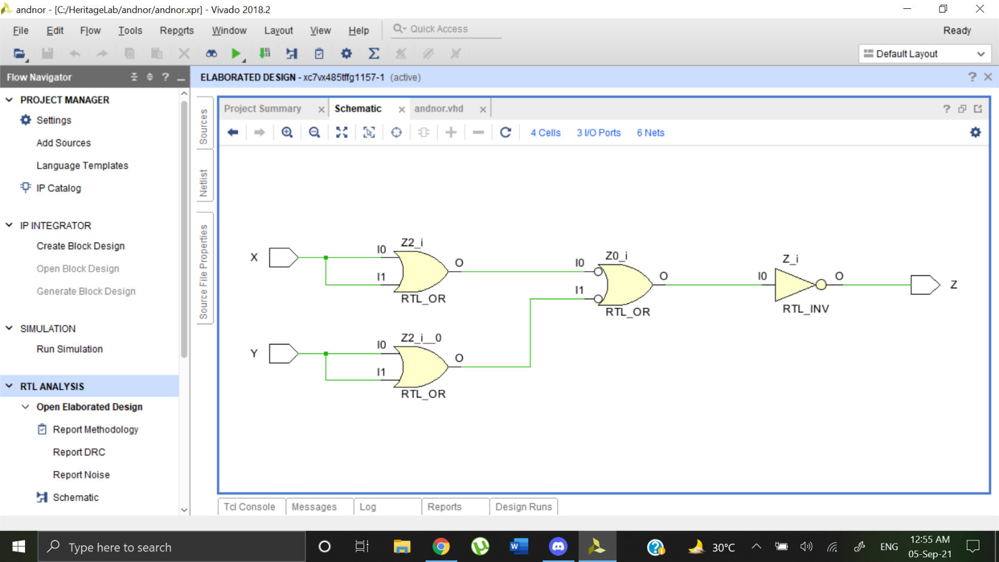 andnor - [C:/HeritageLab/andnor/andnor.xpr] - Vivado 2018.2
File Edit Flow Tools Reports Window Layout View Help Quick Access Ready
Default Layout
Flow Navigator
ELABORATED DESIGN - xc7vx485tffg1157-1 (active)
PROJECT MANAGER
Settings
Add Sources
Language Templates
IP Catalog
IP INTEGRATOR
Create Block Design
Open Block Design
Generate Block Design
SIMULATION
Run Simulation
RTL ANALYSIS
Open Elaborated Design
Report Methodology
Report DRC
Report Noise
Schematic
Sources
Netlist
Source File Properties
Project Summary Schematic andnor.vhd
4 Cells 3 I/O Ports 6 Nets
X
I0
I1
Z2_i
O
RTL_OR
Y
I0
I1
Z2_i__0
O
RTL_OR
I0
I1
Z0_i
O
RTL_OR
I0
Z_i
O
RTL_INV
Z
Tcl Console Messages Log Reports Design Runs
Type here to search
30°C
ENG
12:55 AM
05-Sep-21